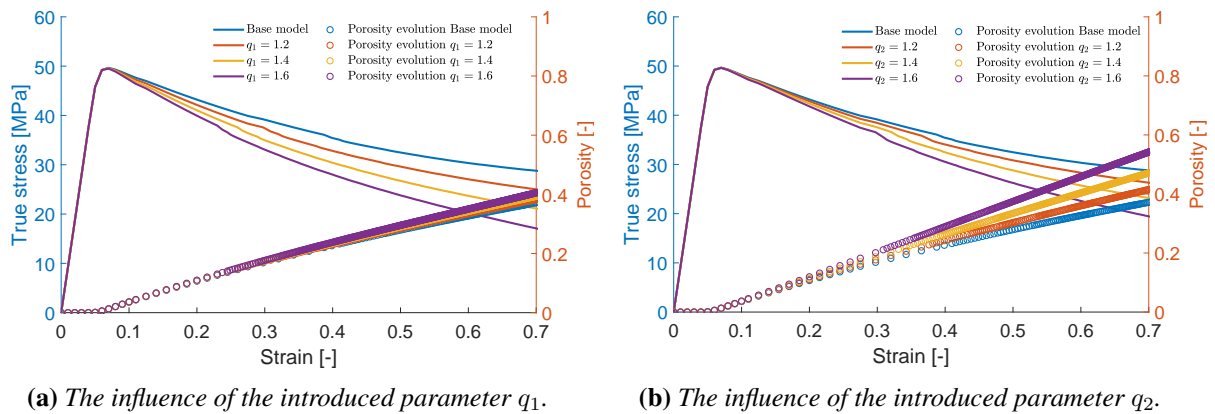 Base model
q₁ = 1.2
q₁ = 1.4
q₁ = 1.6
Porosity evolution Base model
Porosity evolution q₁ = 1.2
Porosity evolution q₁ = 1.4
Porosity evolution q₁ = 1.6
True stress [MPa]
60
50
40
30
20
10
0
Porosity [-]
1
0.8
0.6
0.4
0.2
0
0 0.1 0.2 0.3 0.4 0.5 0.6 0.7
Strain [-]
(a) The influence of the introduced parameter q₁.
Base model
q₂ = 1.2
q₂ = 1.4
q₂ = 1.6
Porosity evolution Base model
Porosity evolution q₂ = 1.2
Porosity evolution q₂ = 1.4
Porosity evolution q₂ = 1.6
True stress [MPa]
60
50
40
30
20
10
0
Porosity [-]
1
0.8
0.6
0.4
0.2
0
0 0.1 0.2 0.3 0.4 0.5 0.6 0.7
Strain [-]
(b) The influence of the introduced parameter q₂.